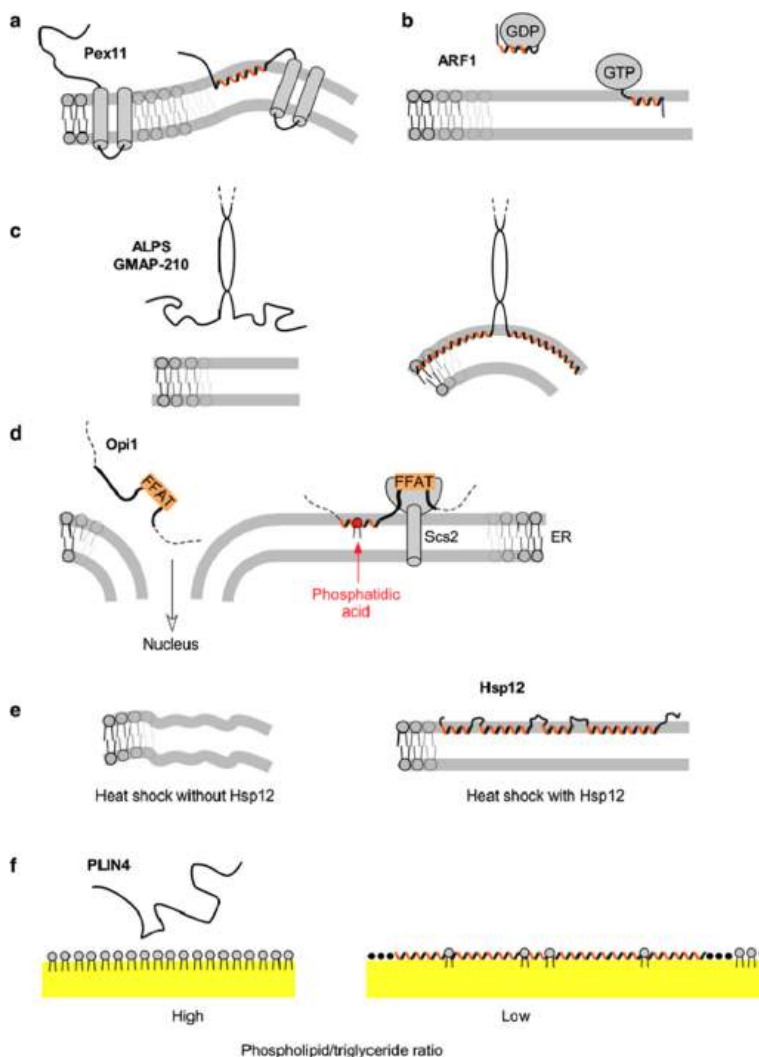 a
Pex11
b
GDP
ARF1
GTP
c
ALPS
GMAP-210
d
Opi1
FFAT
FFAT
Scs2
ER
Phosphatidic
acid
Nucleus
e
Hsp12
Heat shock without Hsp12
Heat shock with Hsp12
f
PLIN4
High
Low
Phospholipid/triglyceride ratio